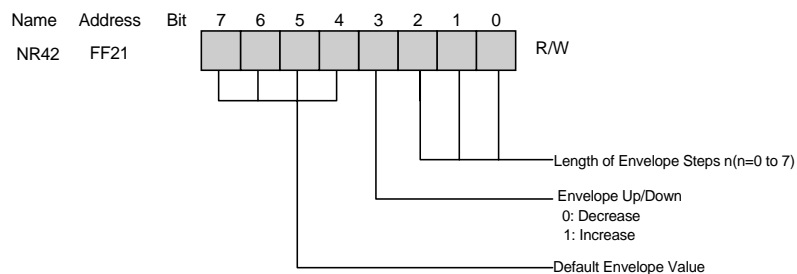 Name Address Bit 7 6 5 4 3 2 1 0
NR42 FF21 R/W
Length of Envelope Steps n(n=0 to 7)
Envelope Up/Down
0: Decrease
1: Increase
Default Envelope Value